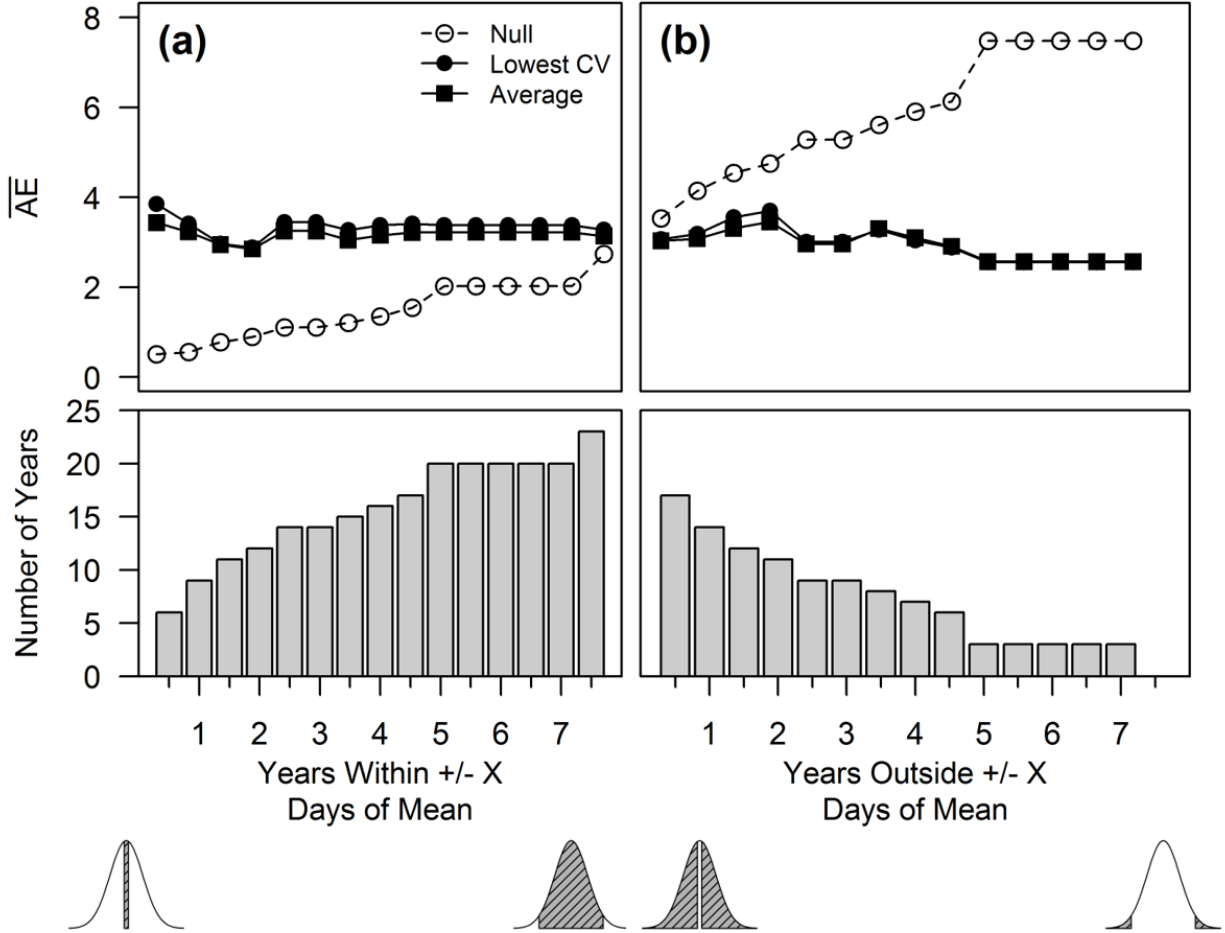 (a)
Null
Lowest CV
Average
(b)
8
6
4
2
0
AE
25
20
15
10
5
0
Number of Years
1 2 3 4 5 6 7
Years Within +/- X
Days of Mean
1 2 3 4 5 6 7
Years Outside +/- X
Days of Mean